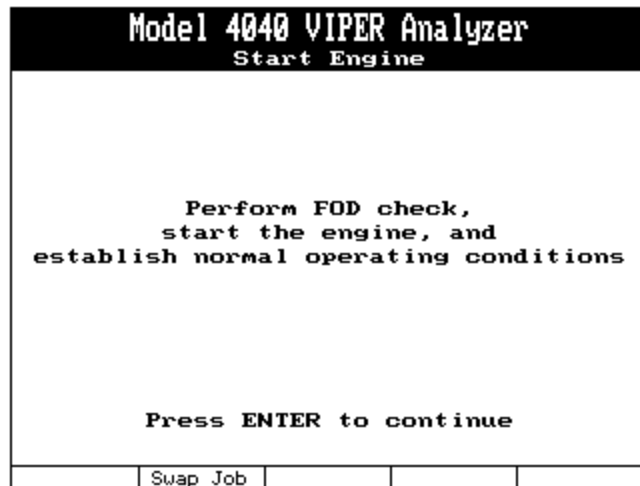 Model 4040 VIPER Analyzer
Start Engine
Perform FOD check,
start the engine, and
establish normal operating conditions
Press ENTER to continue
Swap Job